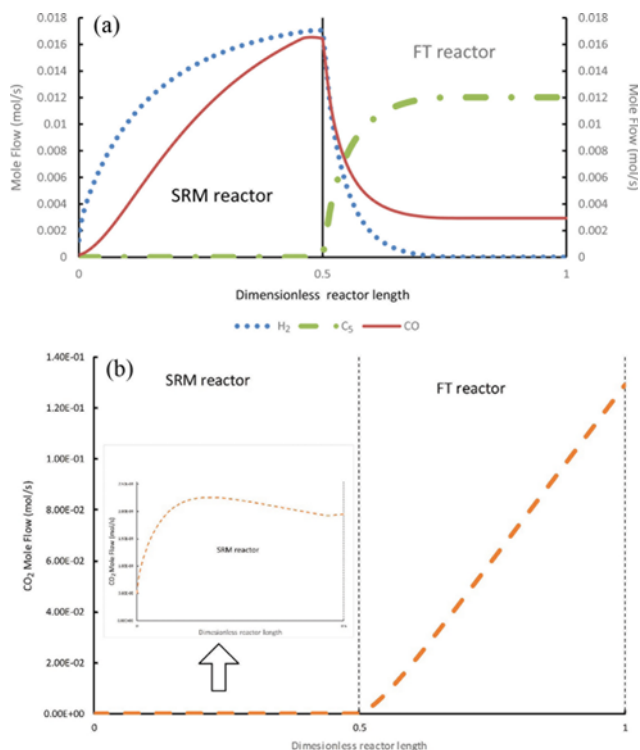 (a)
0.018
0.016
0.014
0.012
0.01
0.008
0.006
0.004
0.002
0
Mole Flow (mol/s)
SRM reactor
FT reactor
0.018
0.016
0.014
0.012
0.01
0.008
0.006
0.004
0.002
0
Mole Flow (mol/s)
0 0.5 1
Dimensionless reactor length
H₂ C₅ CO
(b)
1.40E-01
1.20E-01
1.00E-01
8.00E-02
6.00E-02
4.00E-02
2.00E-02
0.00E+00
CO₂ Mole Flow (mol/s)
SRM reactor
FT reactor
CO₂ Mole Flow (mol/s)
SRM reactor
Dimesionless reactor length
0 0.5 1
Dimesionless reactor length